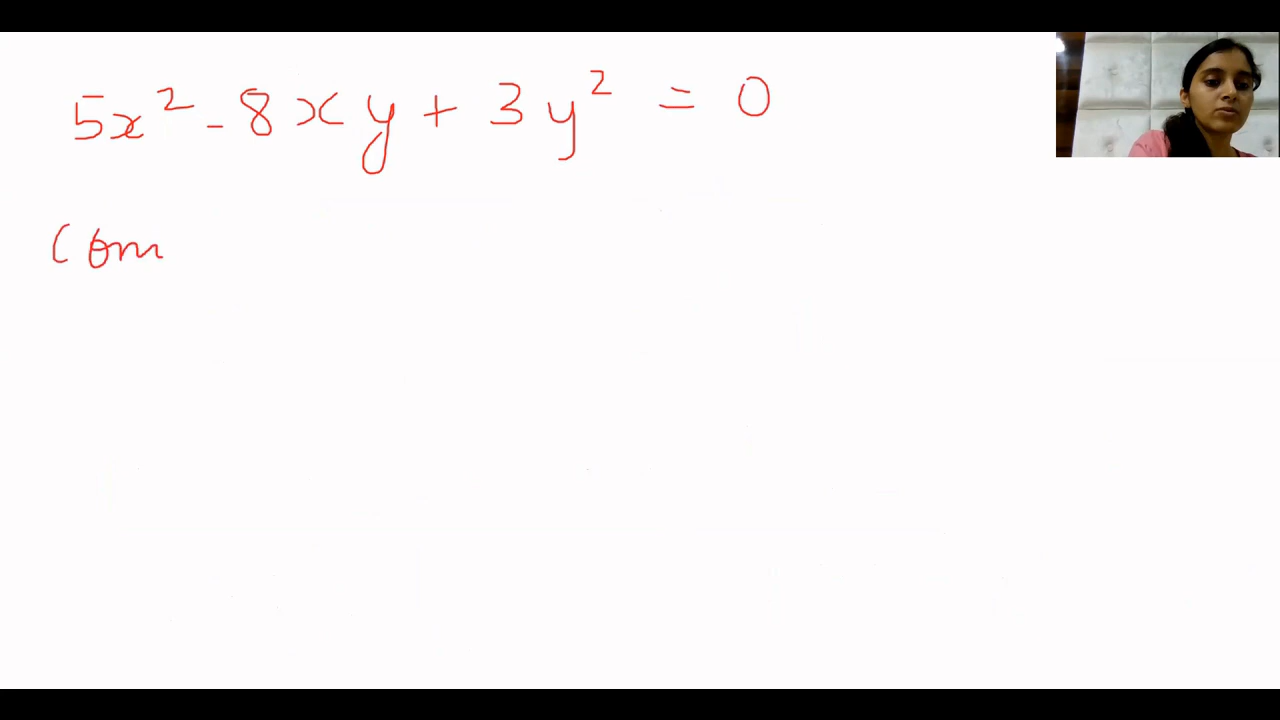 5x² - 8xy + 3y² = 0
Com